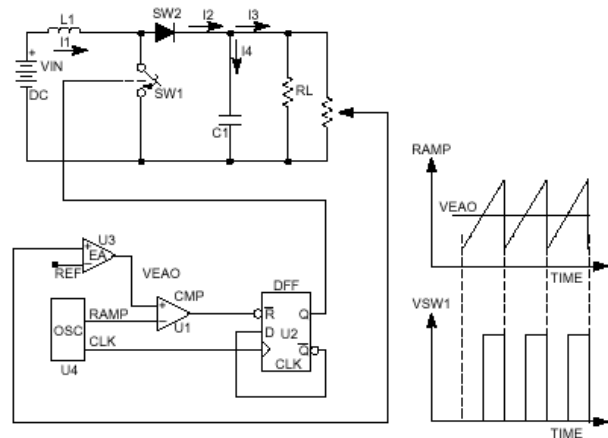 SW2
L1
I2
I3
I1
I4
+
VIN
DC
SW1
RL
C1
RAMP
VEAO
TIME
U3
+
EA
REF
VEAO
CMP
DFF
OSC
RAMP
+
U1
R
Q
D
U2
Q
CLK
U4
CLK
VSW1
TIME